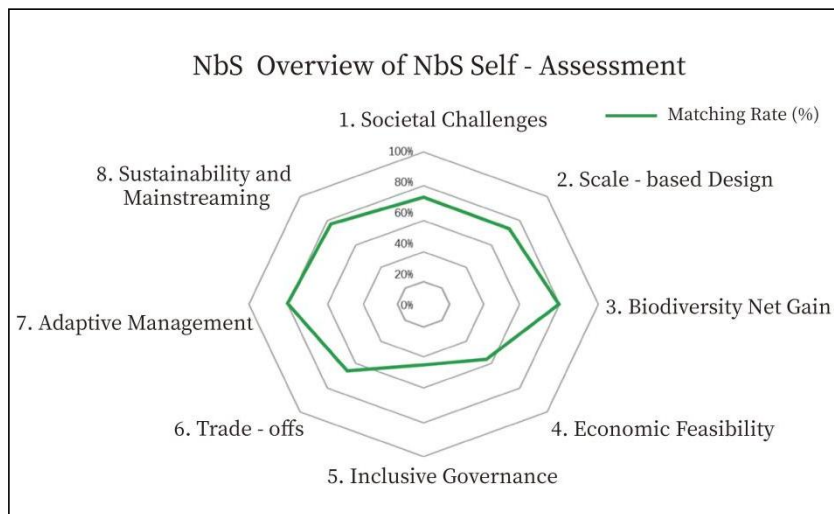 NbS Overview of NbS Self - Assessment
1. Societal Challenges
Matching Rate (%)
100%
8. Sustainability and
Mainstreaming
2. Scale - based Design
80%
60%
40%
20%
0%
7. Adaptive Management
3. Biodiversity Net Gain
6. Trade - offs
4. Economic Feasibility
5. Inclusive Governance